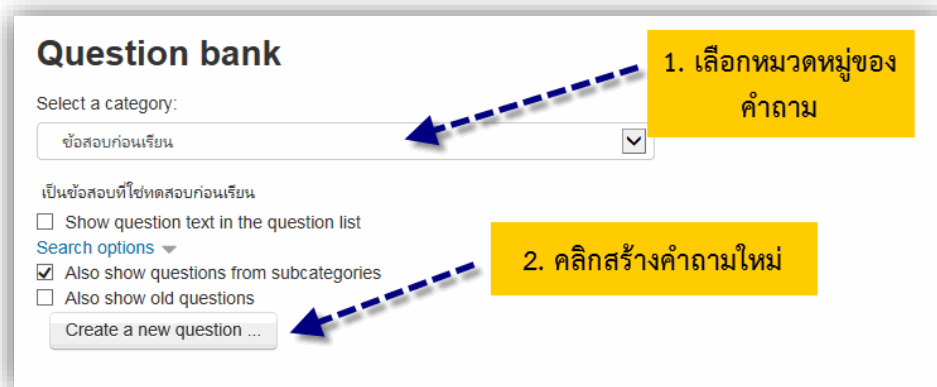 Question bank
1. เลือกหมวดหมู่ของ
คำถาม
Select a category:
ข้อสอบก่อนเรียน
เป็นข้อสอบที่ใช่ทดสอบก่อนเรียน
Show question text in the question list
Search options
Also show questions from subcategories
Also show old questions
Create a new question ...
2. คลิกสร้างคำถามใหม่